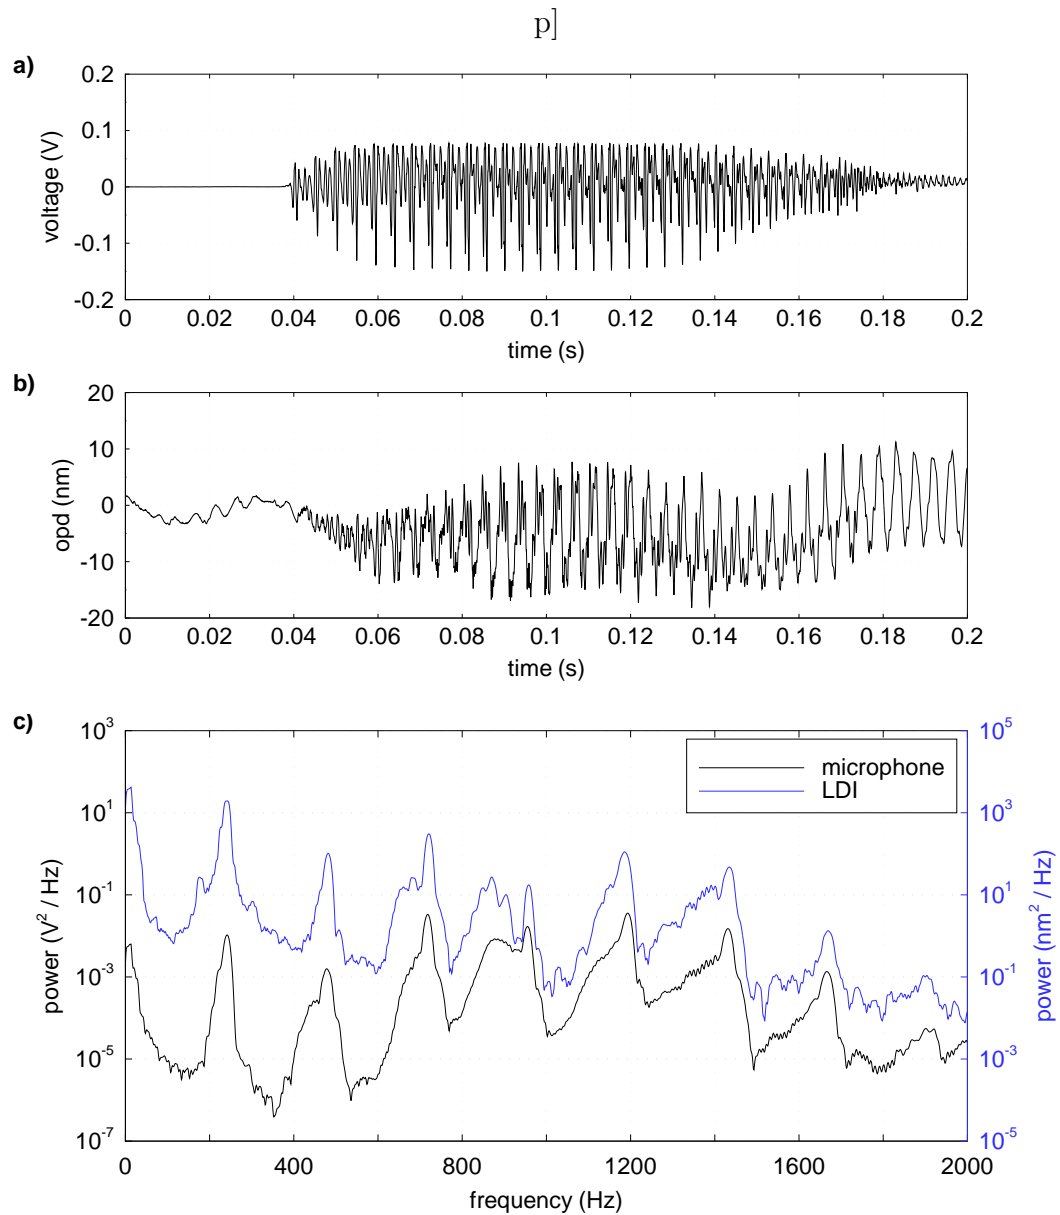 p]
a)
0.2
0.1
0
-0.1
-0.2
voltage (V)
0 0.02 0.04 0.06 0.08 0.1 0.12 0.14 0.16 0.18 0.2
time (s)
b)
20
10
0
-10
-20
opd (nm)
0 0.02 0.04 0.06 0.08 0.1 0.12 0.14 0.16 0.18 0.2
time (s)
c)
10^3
10^1
10^-1
10^-3
10^-5
10^-7
power (V^2 / Hz)
microphone
LDI
10^5
10^3
10^1
10^-1
10^-3
10^-5
power (nm^2 / Hz)
0 400 800 1200 1600 2000
frequency (Hz)